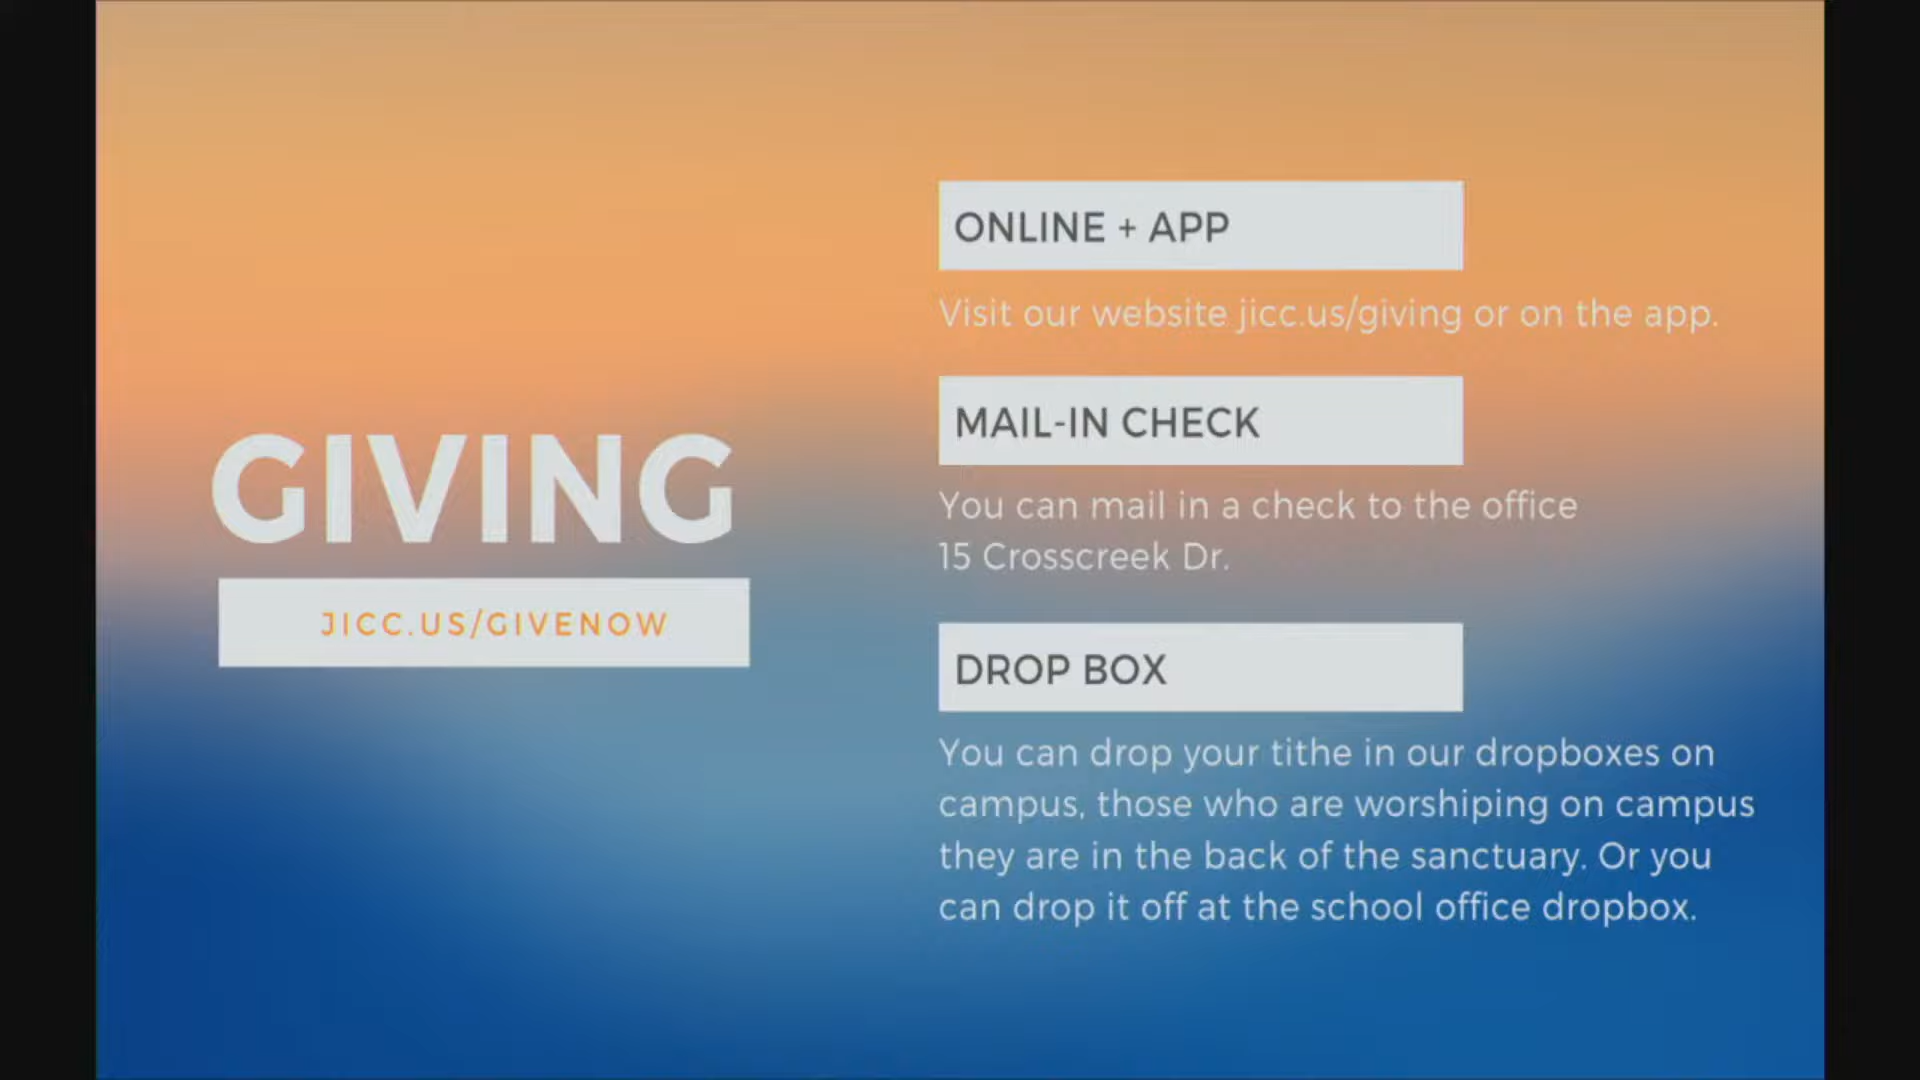 GIVING
JICC.US/GIVENOW
ONLINE + APP
Visit our website jicc.us/giving or on the app.
MAIL-IN CHECK
You can mail in a check to the office
15 Crosscreek Dr.
DROP BOX
You can drop your tithe in our dropboxes on
campus, those who are worshiping on campus
they are in the back of the sanctuary. Or you
can drop it off at the school office dropbox.